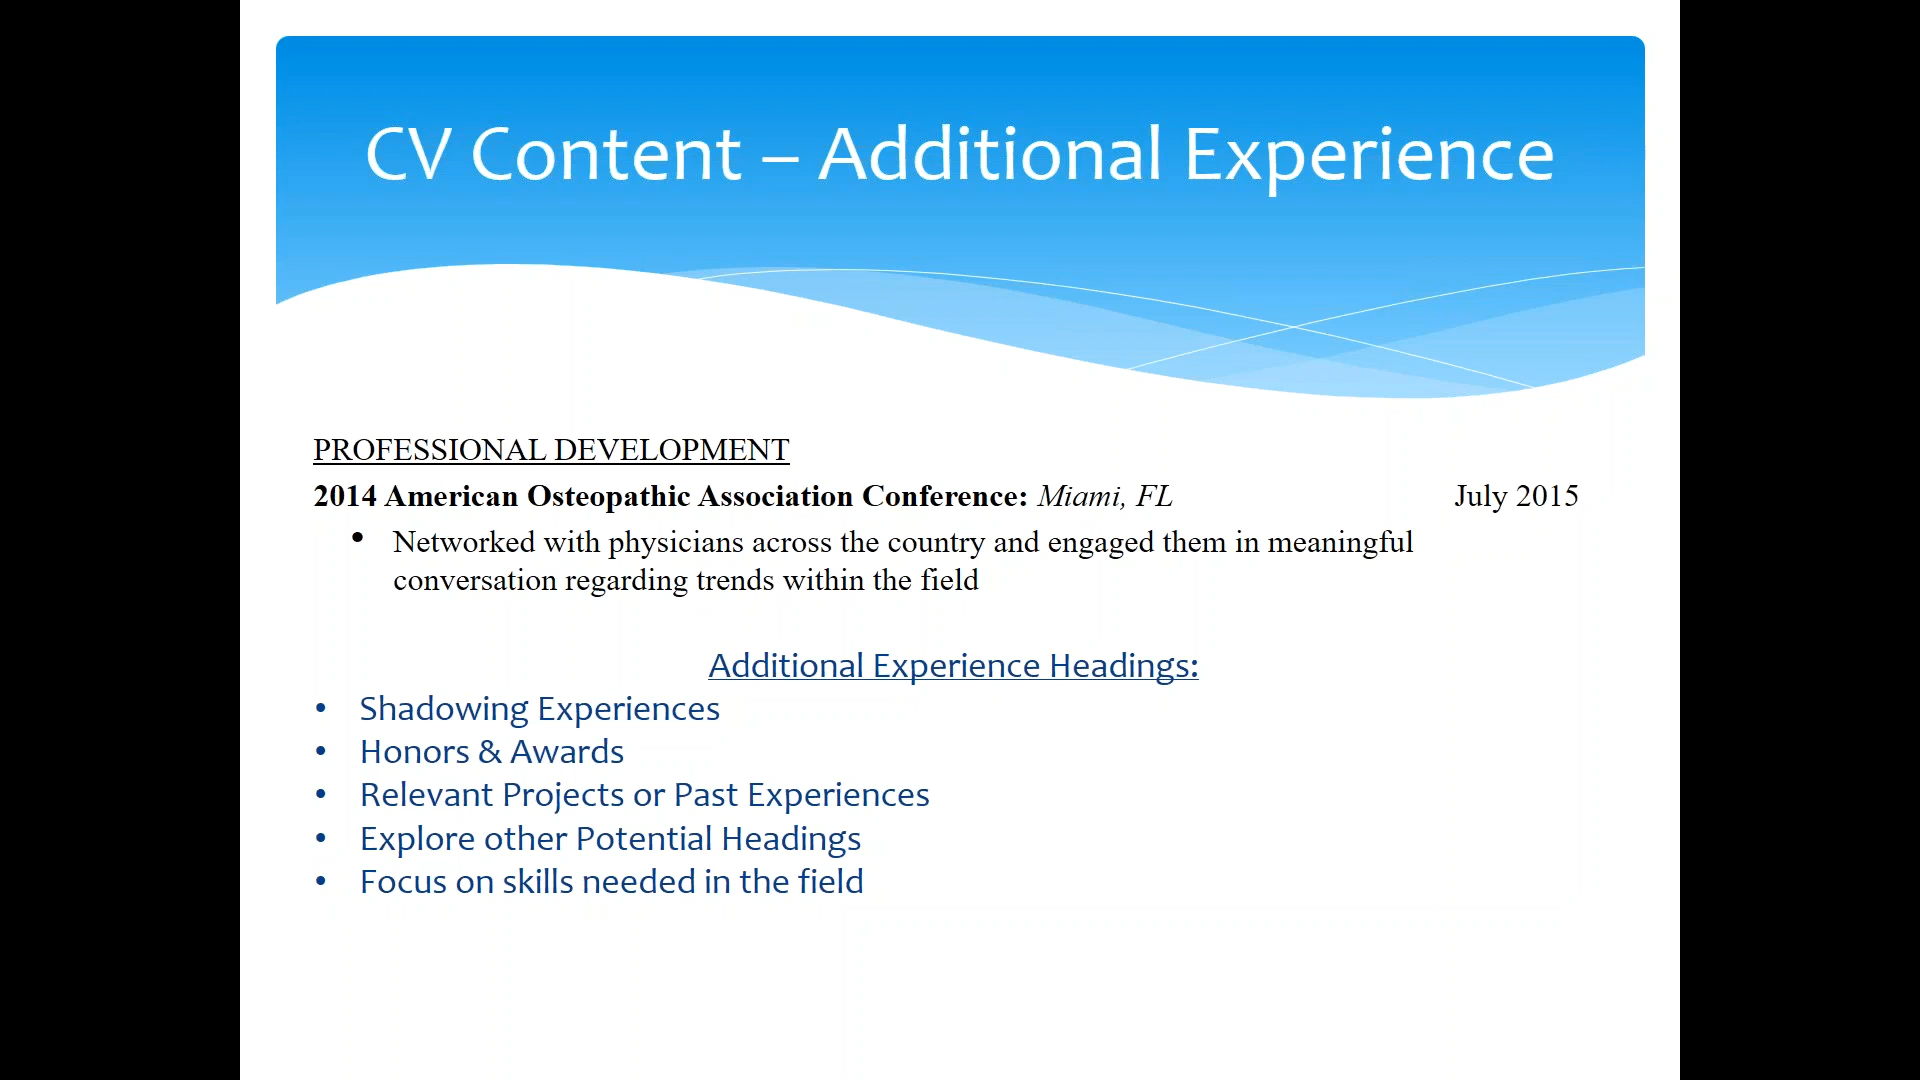 CV Content – Additional Experience
PROFESSIONAL DEVELOPMENT
2014 American Osteopathic Association Conference: Miami, FL July 2015
• Networked with physicians across the country and engaged them in meaningful
conversation regarding trends within the field
Additional Experience Headings:
• Shadowing Experiences
• Honors & Awards
• Relevant Projects or Past Experiences
• Explore other Potential Headings
• Focus on skills needed in the field